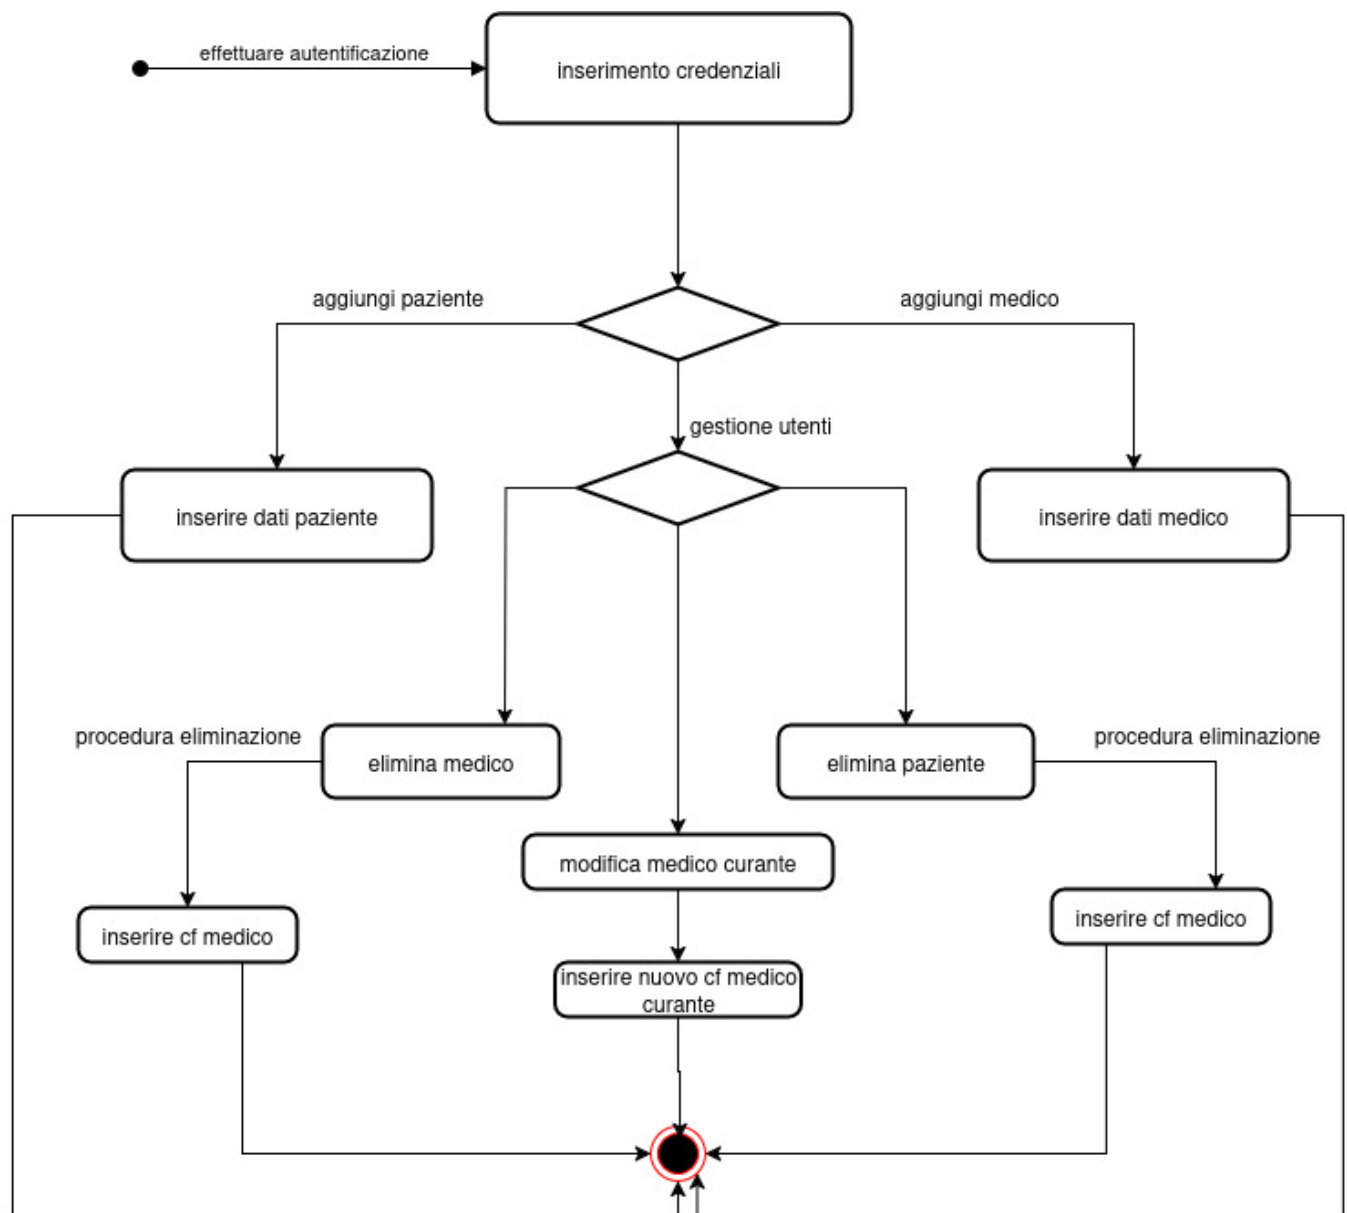 effettuare autentificazione
inserimento credenziali
aggiungi paziente
aggiungi medico
gestione utenti
inserire dati paziente
inserire dati medico
procedura eliminazione
elimina medico
elimina paziente
procedura eliminazione
modifica medico curante
inserire cf medico
inserire cf medico
inserire nuovo cf medico
curante